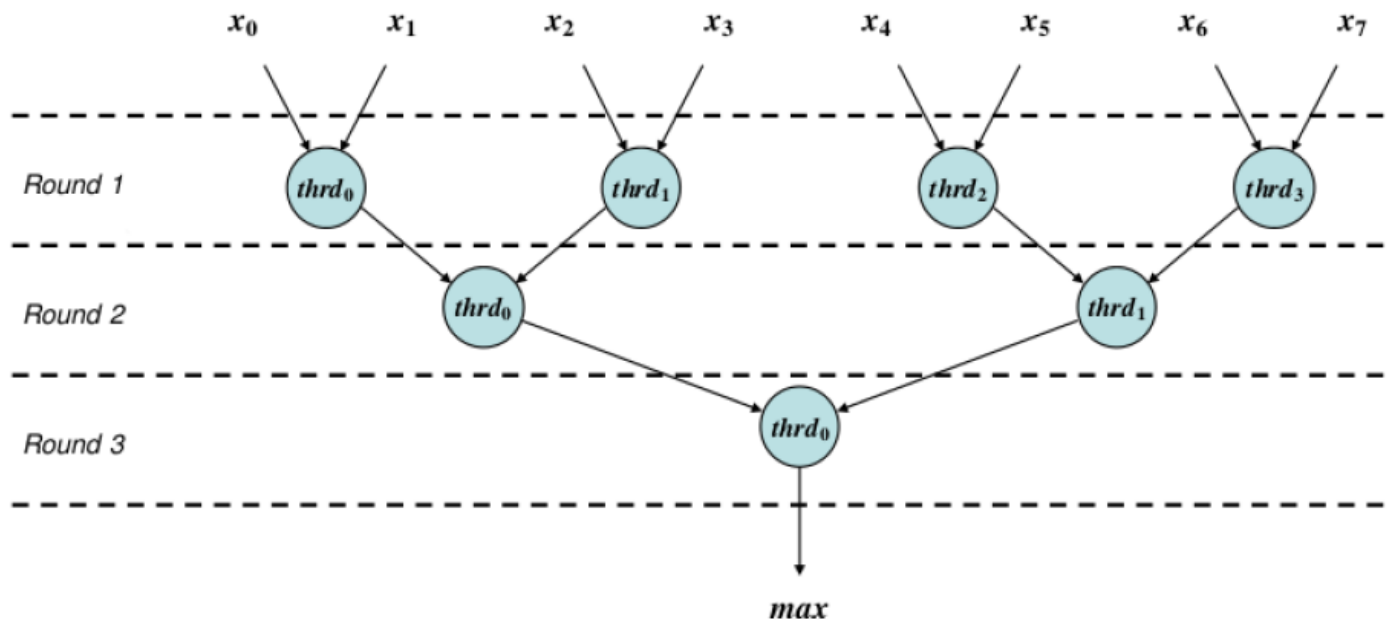 x₀ x₁ x₂ x₃ x₄ x₅ x₆ x₇
Round 1 thrd₀ thrd₁ thrd₂ thrd₃
Round 2 thrd₀ thrd₁
Round 3 thrd₀
max